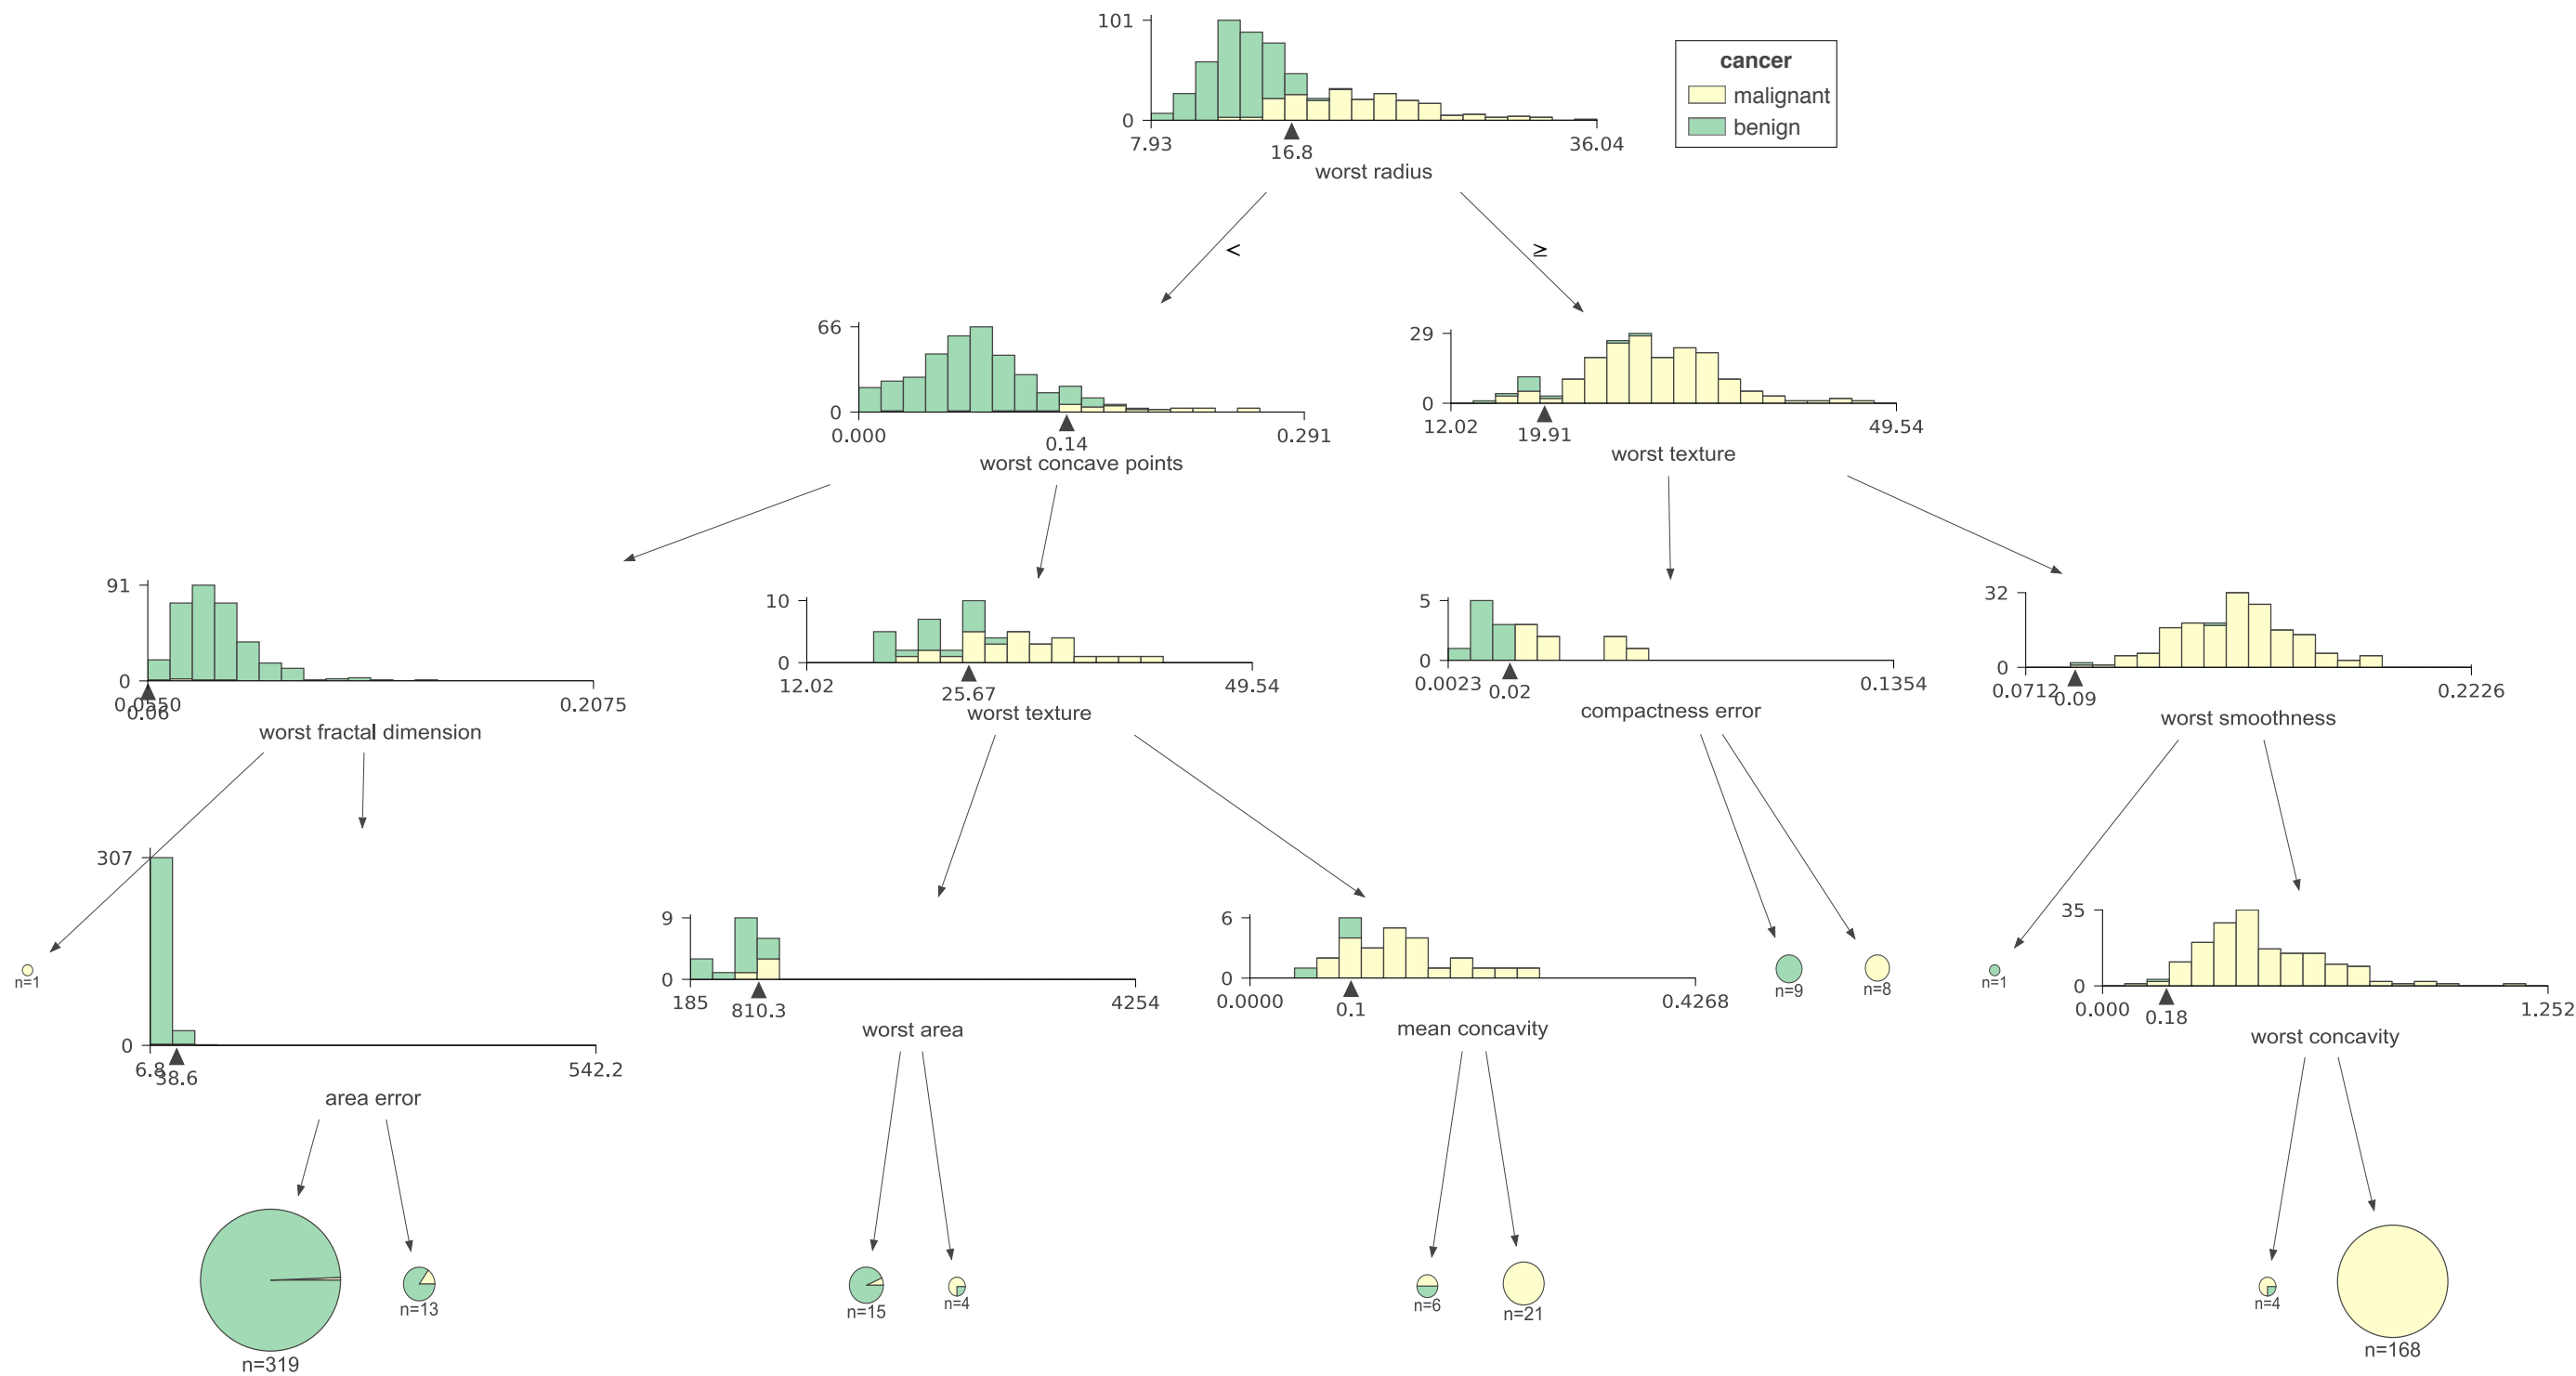 101
0
7.93
16.8
36.04
worst radius
cancer
malignant
benign
<
≥
66
0
0.000
0.14
0.291
worst concave points
29
0
12.02
19.91
49.54
worst texture
91
0
0.0550
0.06
0.2075
worst fractal dimension
10
0
12.02
25.67
49.54
worst texture
5
0
0.0023
0.02
0.1354
compactness error
32
0
0.0712
0.09
0.2226
worst smoothness
n=1
307
0
6.8
38.6
542.2
area error
9
0
185
810.3
4254
worst area
6
0
0.0000
0.1
0.4268
mean concavity
n=9
n=8
n=1
35
0
0.000
0.18
1.252
worst concavity
n=319
n=13
n=15
n=4
n=6
n=21
n=4
n=168